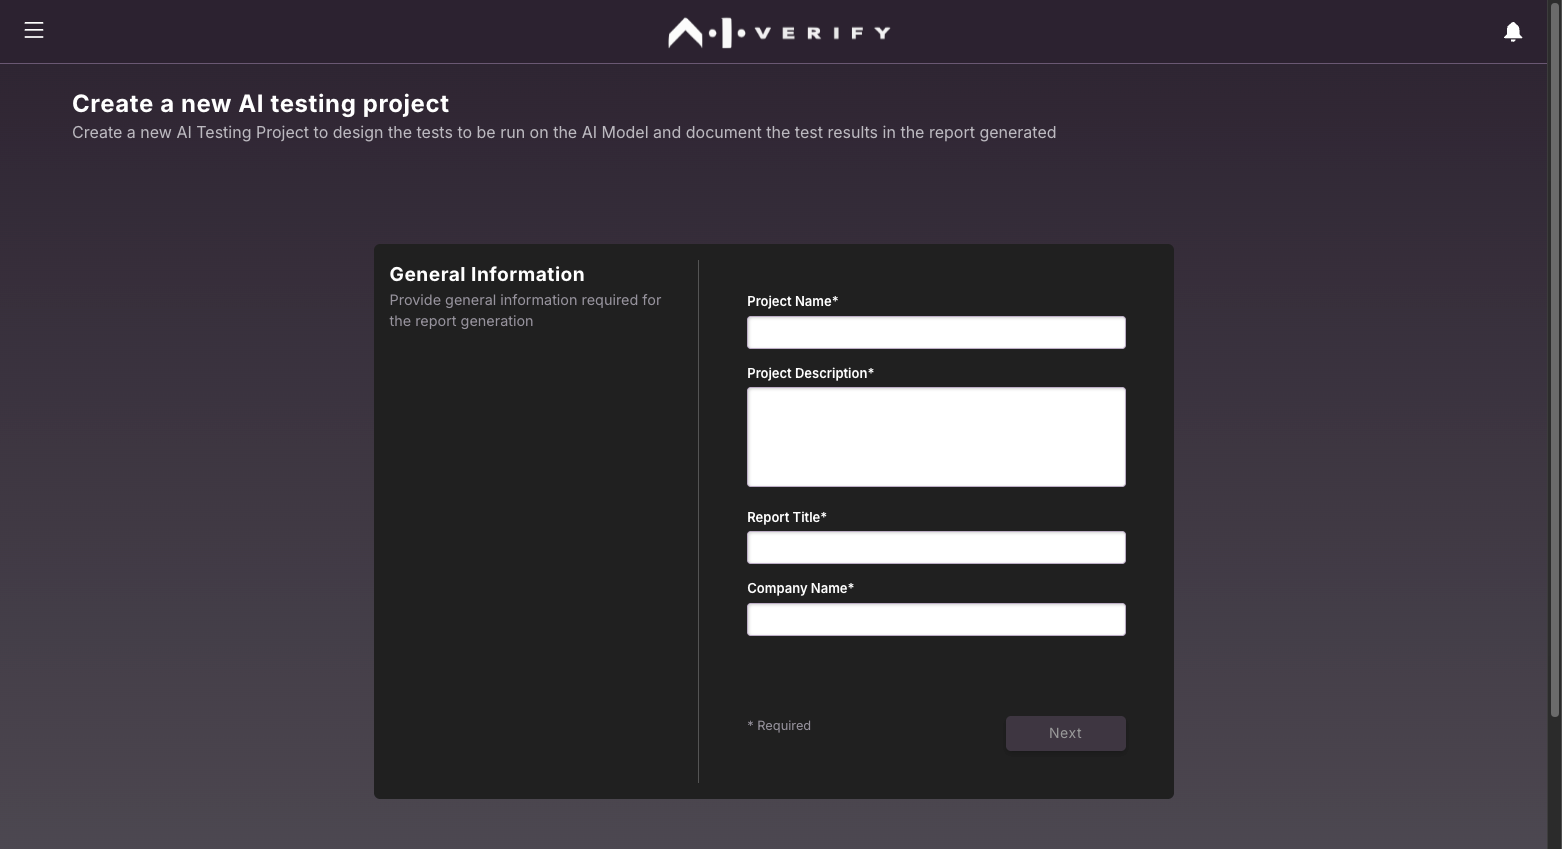 A·I·VERIFY
Create a new AI testing project
Create a new AI Testing Project to design the tests to be run on the AI Model and document the test results in the report generated
General Information
Provide general information required for
the report generation
Project Name*
Project Description*
Report Title*
Company Name*
* Required
Next